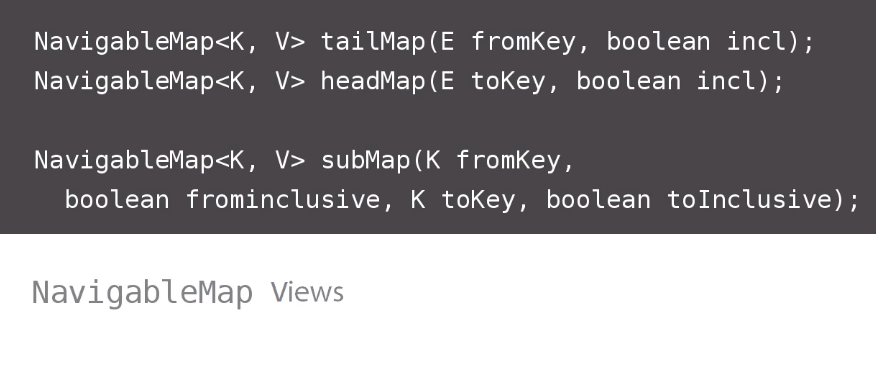 NavigableMap<K, V> tailMap(E fromKey, boolean incl);
NavigableMap<K, V> headMap(E toKey, boolean incl);
NavigableMap<K, V> subMap(K fromKey,
boolean frominclusive, K toKey, boolean toInclusive);
NavigableMap Views